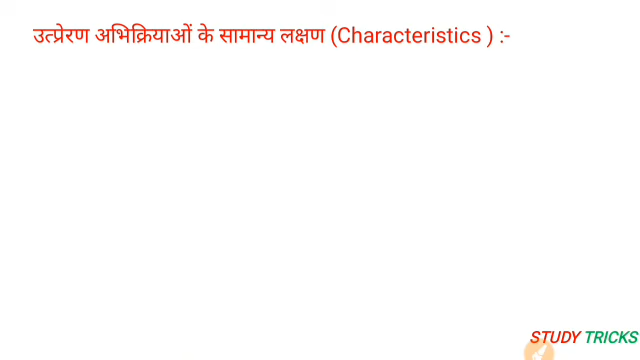 उत्प्रेरण अभिक्रियाओं के सामान्य लक्षण (Characteristics ) :-
STUDY TRICKS